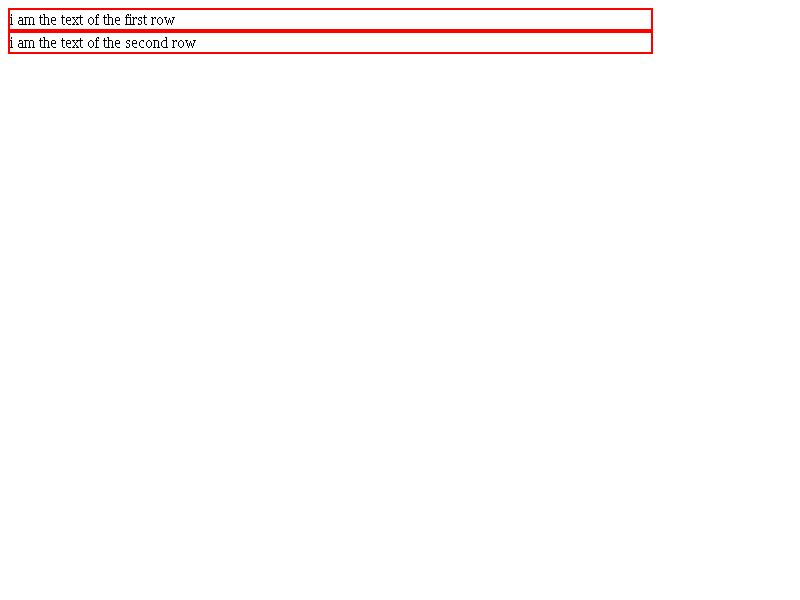 i am the text of the first row
i am the text of the second row